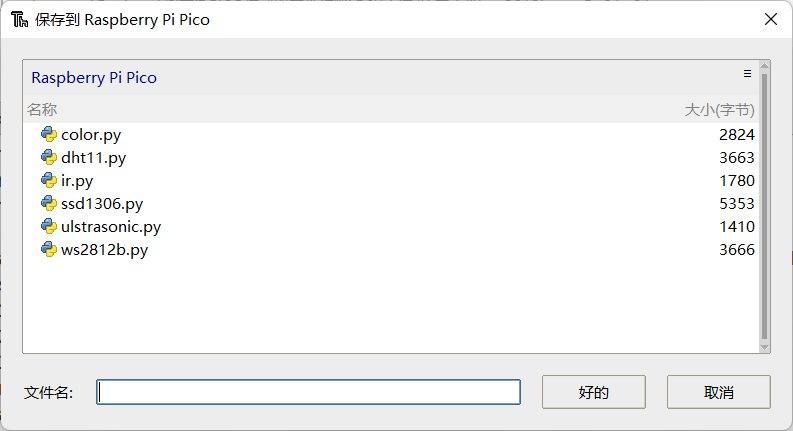 保存到 Raspberry Pi Pico
Raspberry Pi Pico
名称 大小(字节)
color.py 2824
dht11.py 3663
ir.py 1780
ssd1306.py 5353
ulstrasonic.py 1410
ws2812b.py 3666
文件名: 好的 取消